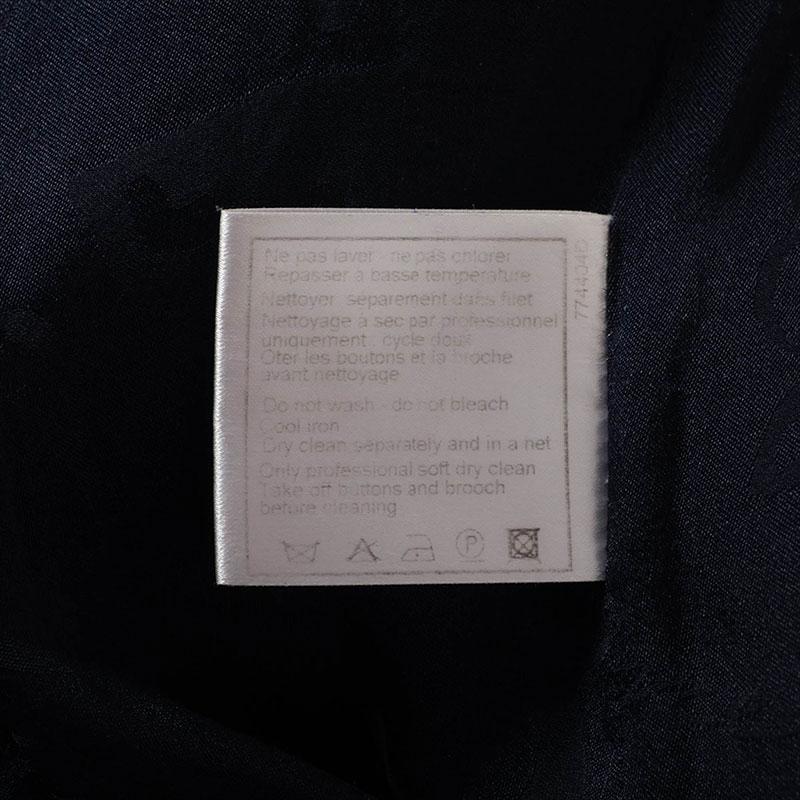 Ne pas laver - ne pas chlorer
Repasser à basse temperature
Nettoyer séparement dans filet
Nettoyage à sec par professionnel
uniquement : cycle doux
Oter les boutons et la broche
avant nettoyage
Do not wash - do not bleach
Cool iron
Dry clean separately and in a net
Only professional soft dry clean
Take off buttons and brooch
before cleaning
P
774404D